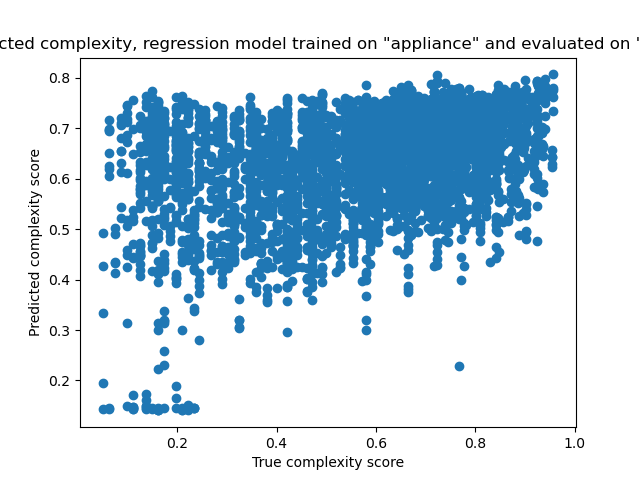 cted complexity, regression model trained on "appliance" and evaluated on "
0.8
0.7
0.6
0.5
0.4
0.3
0.2
Predicted complexity score
0.2 0.4 0.6 0.8 1.0
True complexity score